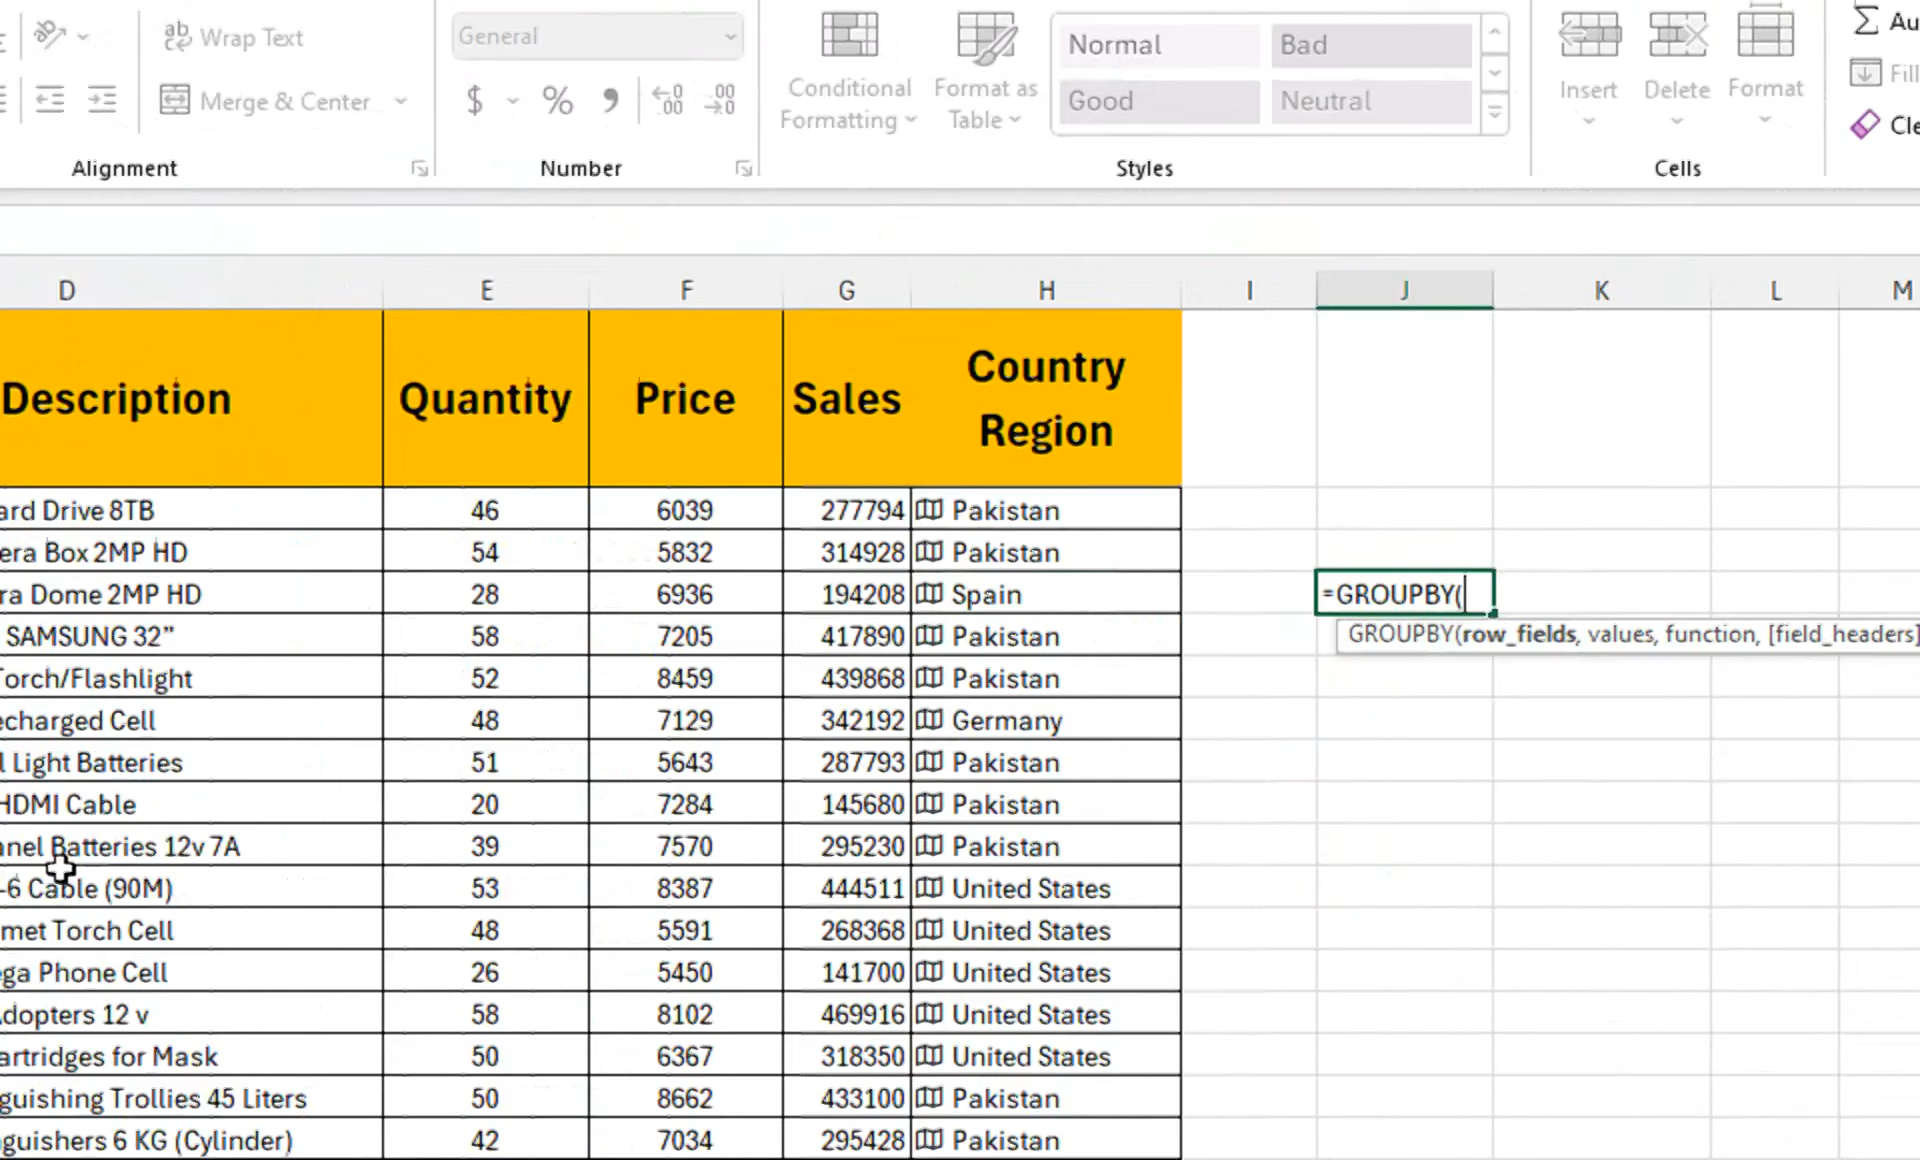 Wrap Text
General
Conditional Formatting
Format as Table
Normal
Bad
Insert
Delete
Format
Merge & Center
$ % 9
Good
Neutral
Alignment
Number
Styles
Cells
D E F G H I J K L M
Description Quantity Price Sales Country Region
ard Drive 8TB 46 6039 277794 Pakistan
era Box 2MP HD 54 5832 314928 Pakistan
ra Dome 2MP HD 28 6936 194208 Spain =GROUPBY(
SAMSUNG 32” 58 7205 417890 Pakistan GROUPBY(row_fields, values, function, [field_headers]
Torch/Flashlight 52 8459 439868 Pakistan
echarged Cell 48 7129 342192 Germany
l Light Batteries 51 5643 287793 Pakistan
HDMI Cable 20 7284 145680 Pakistan
anel Batteries 12v 7A 39 7570 295230 Pakistan
-6 Cable (90M) 53 8387 444511 United States
met Torch Cell 48 5591 268368 United States
ga Phone Cell 26 5450 141700 United States
Adopters 12 v 58 8102 469916 United States
artridges for Mask 50 6367 318350 United States
guishing Trollies 45 Liters 50 8662 433100 Pakistan
nguishers 6 KG (Cylinder) 42 7034 295428 Pakistan